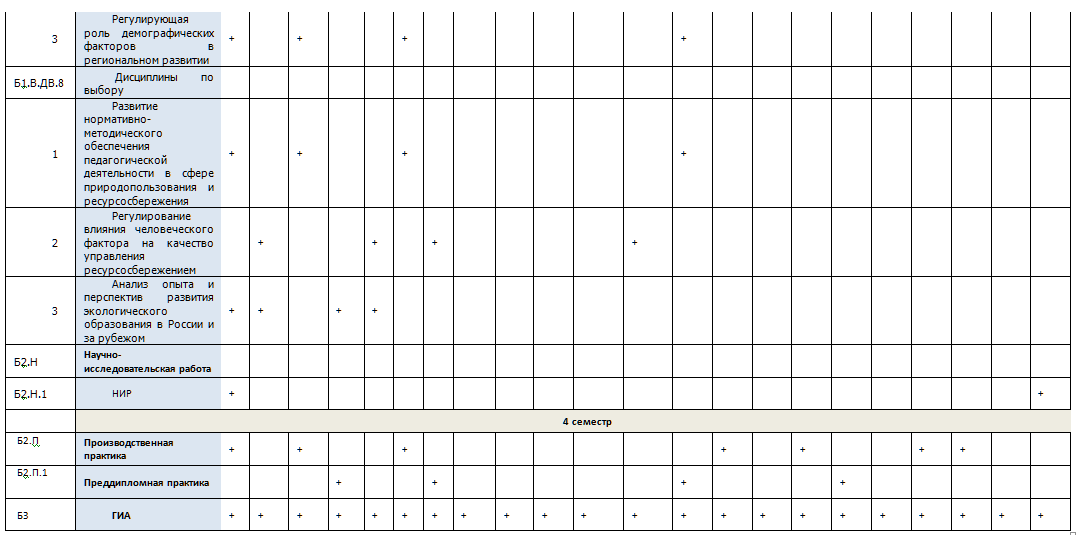 Регулирующая
3 роль демографических + + + +
факторов в
региональном развитии
Б1.В.ДВ.8 Дисциплины по
выбору
Развитие
нормативно-
методического
обеспечения
1 педагогической + + + +
деятельности в сфере
природопользования и
ресурсосбережения
Регулирование
влияния человеческого
2 фактора на качество + + + +
управления
ресурсосбережением
Анализ опыта и
перспектив развития
3 экологического + + + +
образования в России и
за рубежом
Б2.Н Научно-
исследовательская работа
Б2.Н.1 НИР + +
4 семестр
Б2.П Производственная + + + + + + +
практика
Б2.П.1 Преддипломная практика + + + +
Б3 ГИА + + + + + + + + + + + + + + + + + + + + + +